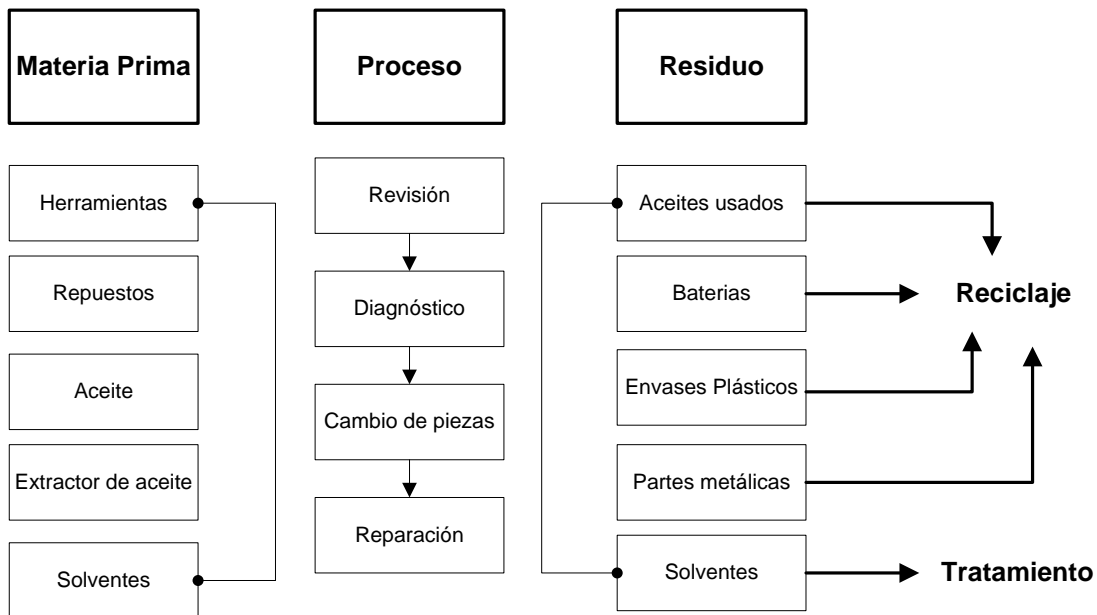 Materia Prima
Proceso
Residuo
Herramientas
Repuestos
Aceite
Extractor de aceite
Solventes
Revisión
Diagnóstico
Cambio de piezas
Reparación
Aceites usados
Baterias
Envases Plásticos
Partes metálicas
Solventes
Reciclaje
Tratamiento